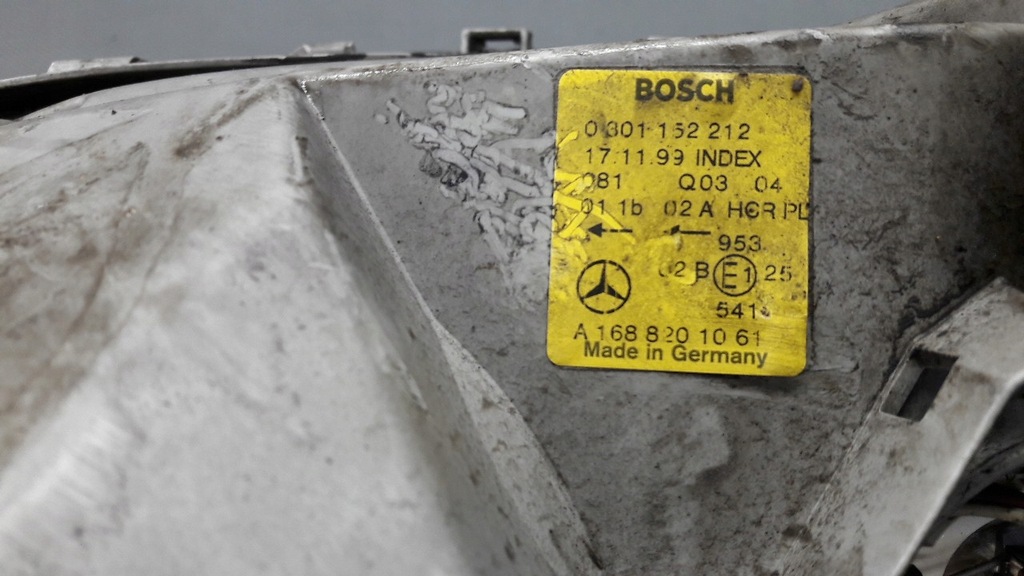 BOSCH
0 301 152 212
17.11.99 INDEX
081 Q03 04
01 1b 02 A HCR PL
953
02 B E1 25
A 168 820 10 61
Made in Germany